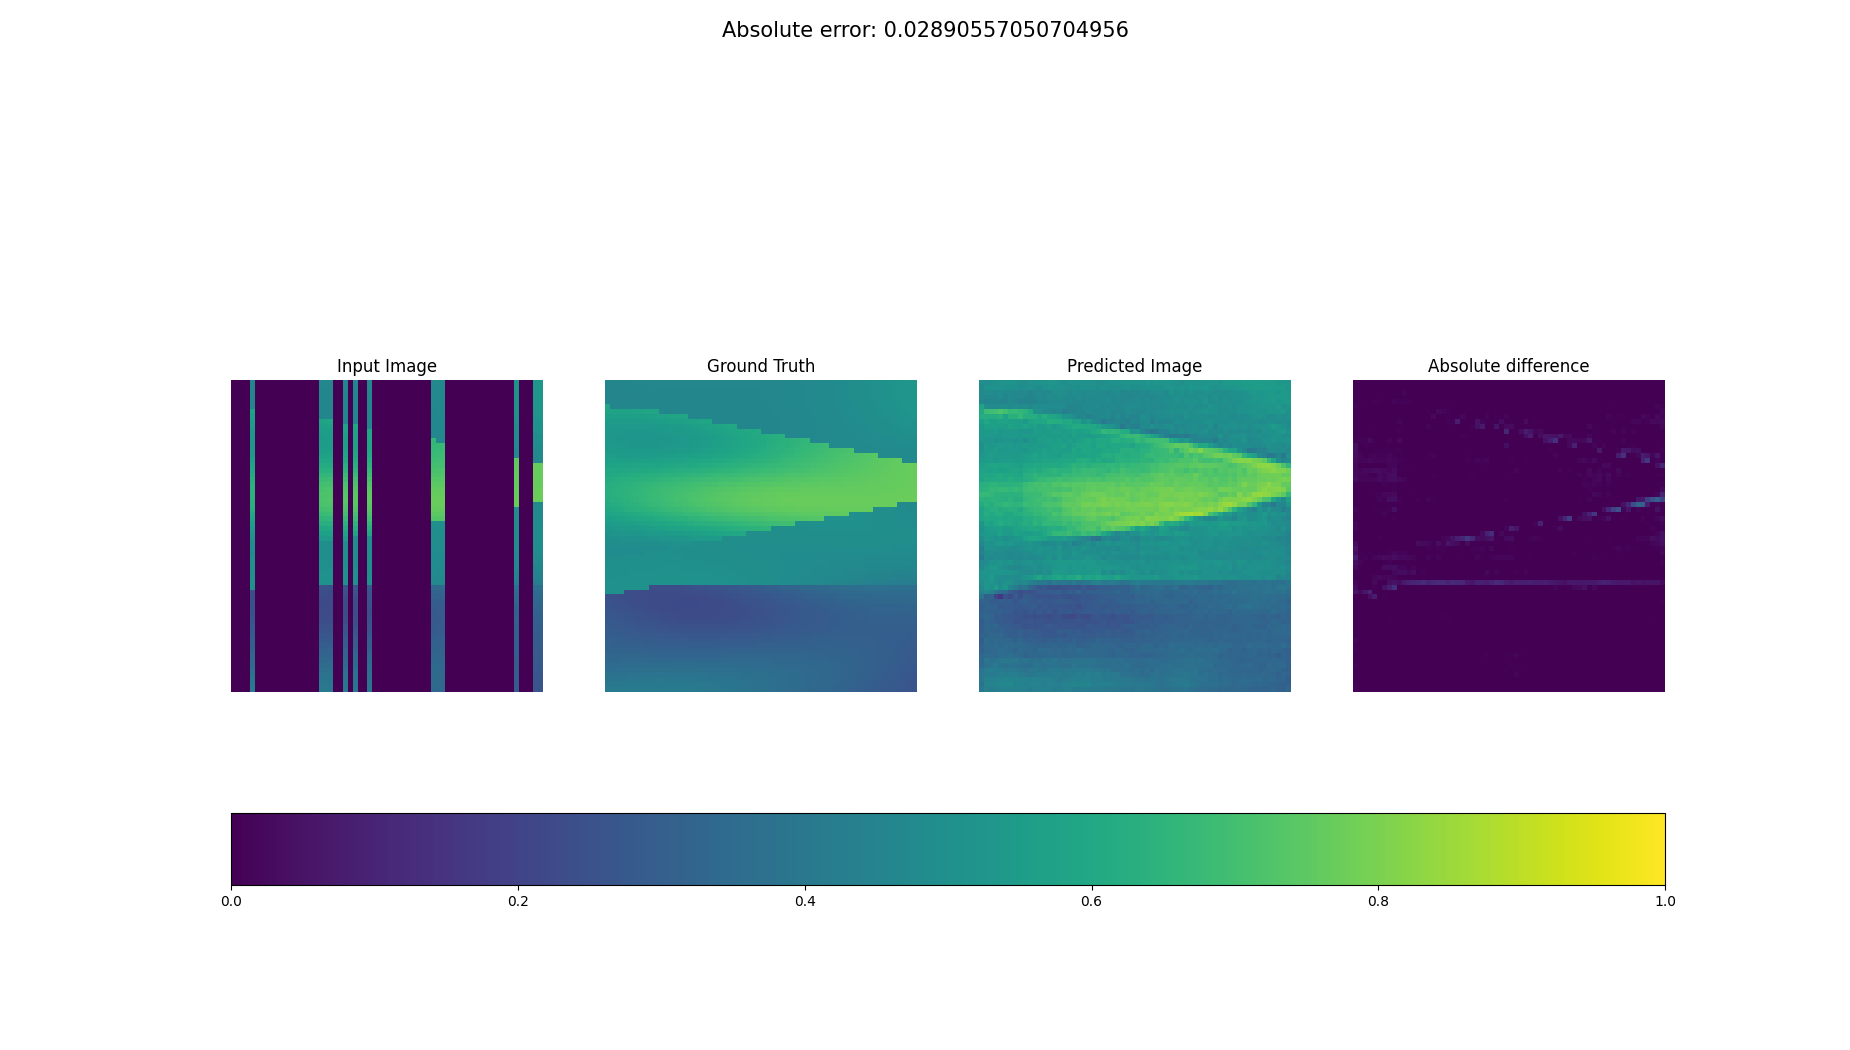 Absolute error: 0.02890557050704956
Input Image
Ground Truth
Predicted Image
Absolute difference
0.0 0.2 0.4 0.6 0.8 1.0